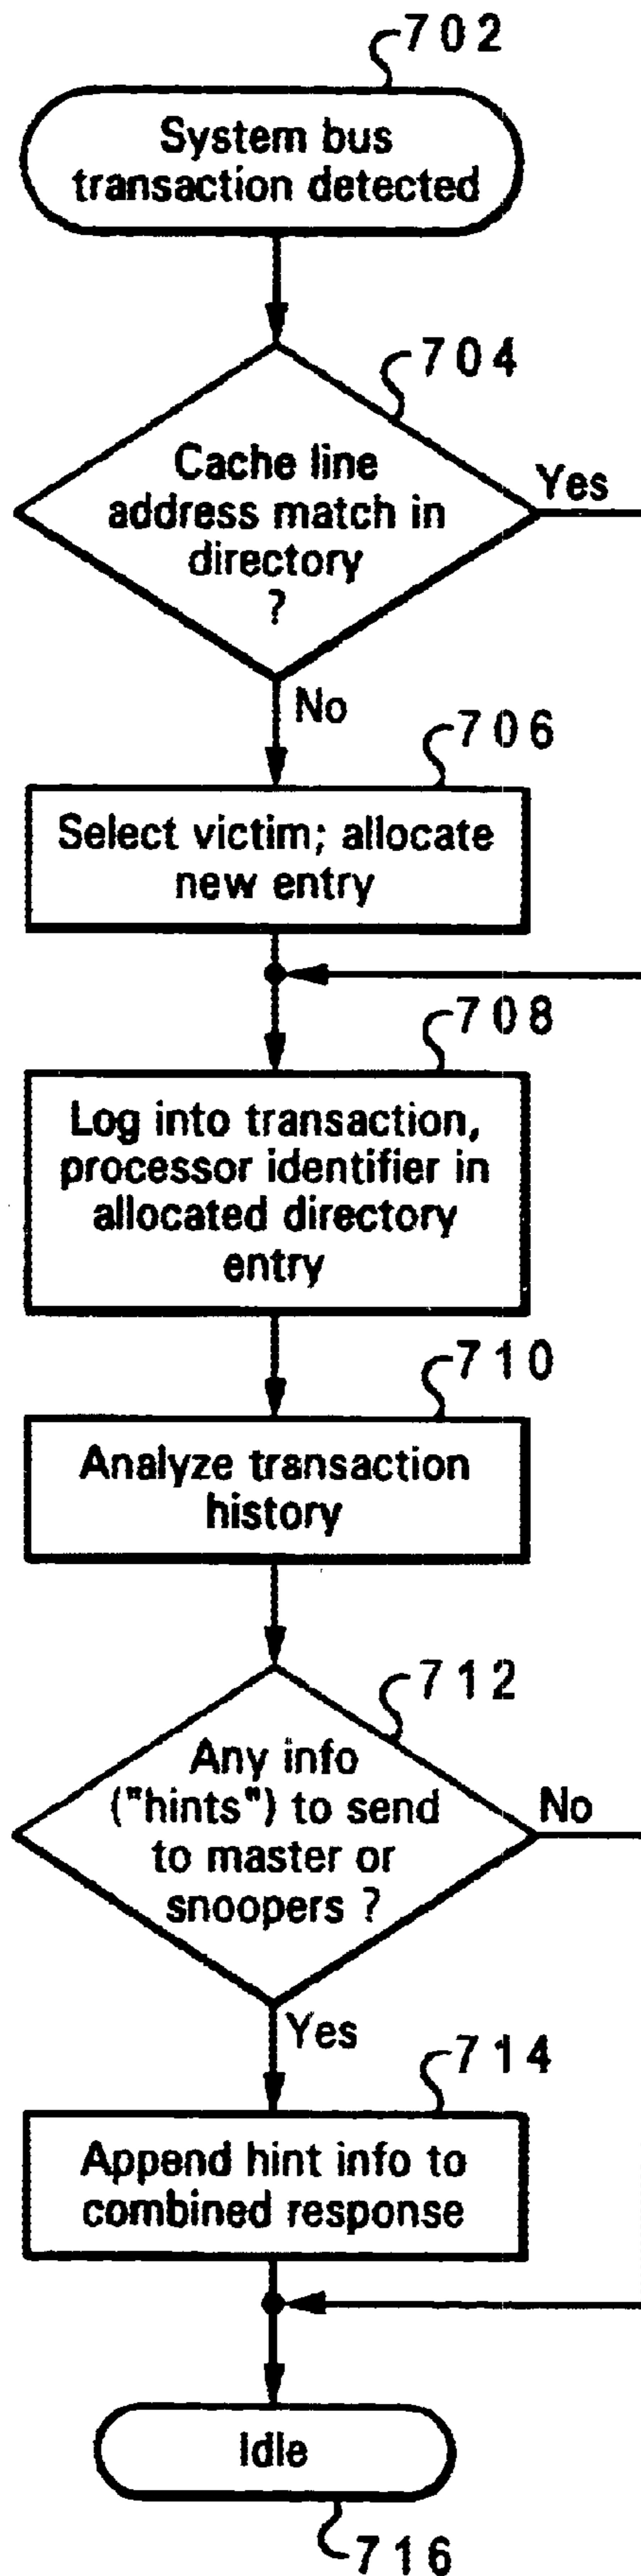 702
System bus
transaction detected
704
Cache line
address match in
directory
?
Yes
No
706
Select victim; allocate
new entry
708
Log into transaction,
processor identifier in
allocated directory
entry
710
Analyze transaction
history
712
Any info
("hints") to send
to master or
snoopers ?
No
Yes
714
Append hint info to
combined response
Idle
716